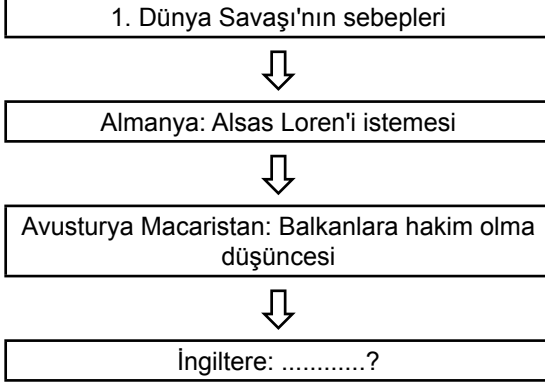 1. Dünya Savaşı'nın sebepleri
Almanya: Alsas Loren'i istemesi
Avusturya Macaristan: Balkanlara hakim olma
düşüncesi
İngiltere: ............?